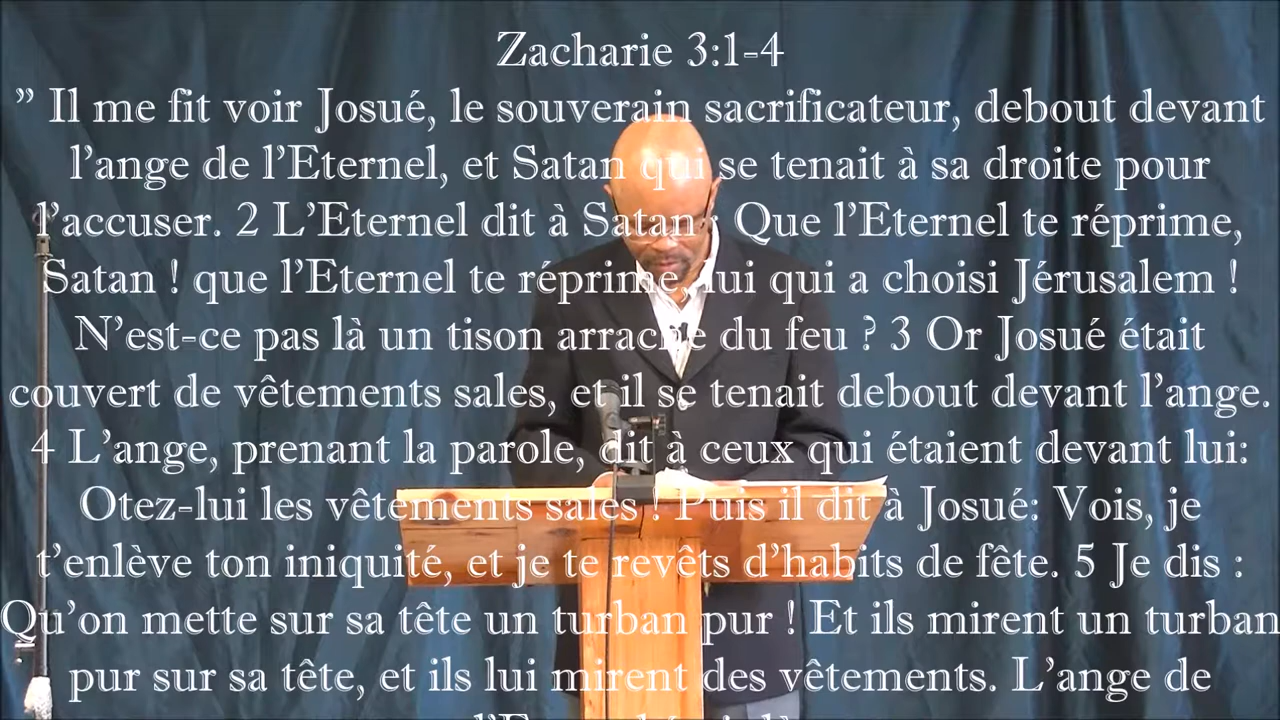 Zacharie 3:1-4
” Il me fit voir Josué, le souverain sacrificateur, debout devant
l’ange de l’Eternel, et Satan qui se tenait à sa droite pour
l’accuser. 2 L’Eternel dit à Satan : Que l’Eternel te réprime,
Satan ! que l’Eternel te réprime, lui qui a choisi Jérusalem !
N’est-ce pas là un tison arraché du feu ? 3 Or Josué était
couvert de vêtements sales, et il se tenait debout devant l’ange.
4 L’ange, prenant la parole, dit à ceux qui étaient devant lui:
Otez-lui les vêtements sales ! Puis il dit à Josué: Vois, je
t’enlève ton iniquité, et je te revêts d’habits de fête. 5 Je dis :
Qu’on mette sur sa tête un turban pur ! Et ils mirent un turban
pur sur sa tête, et ils lui mirent des vêtements. L’ange de